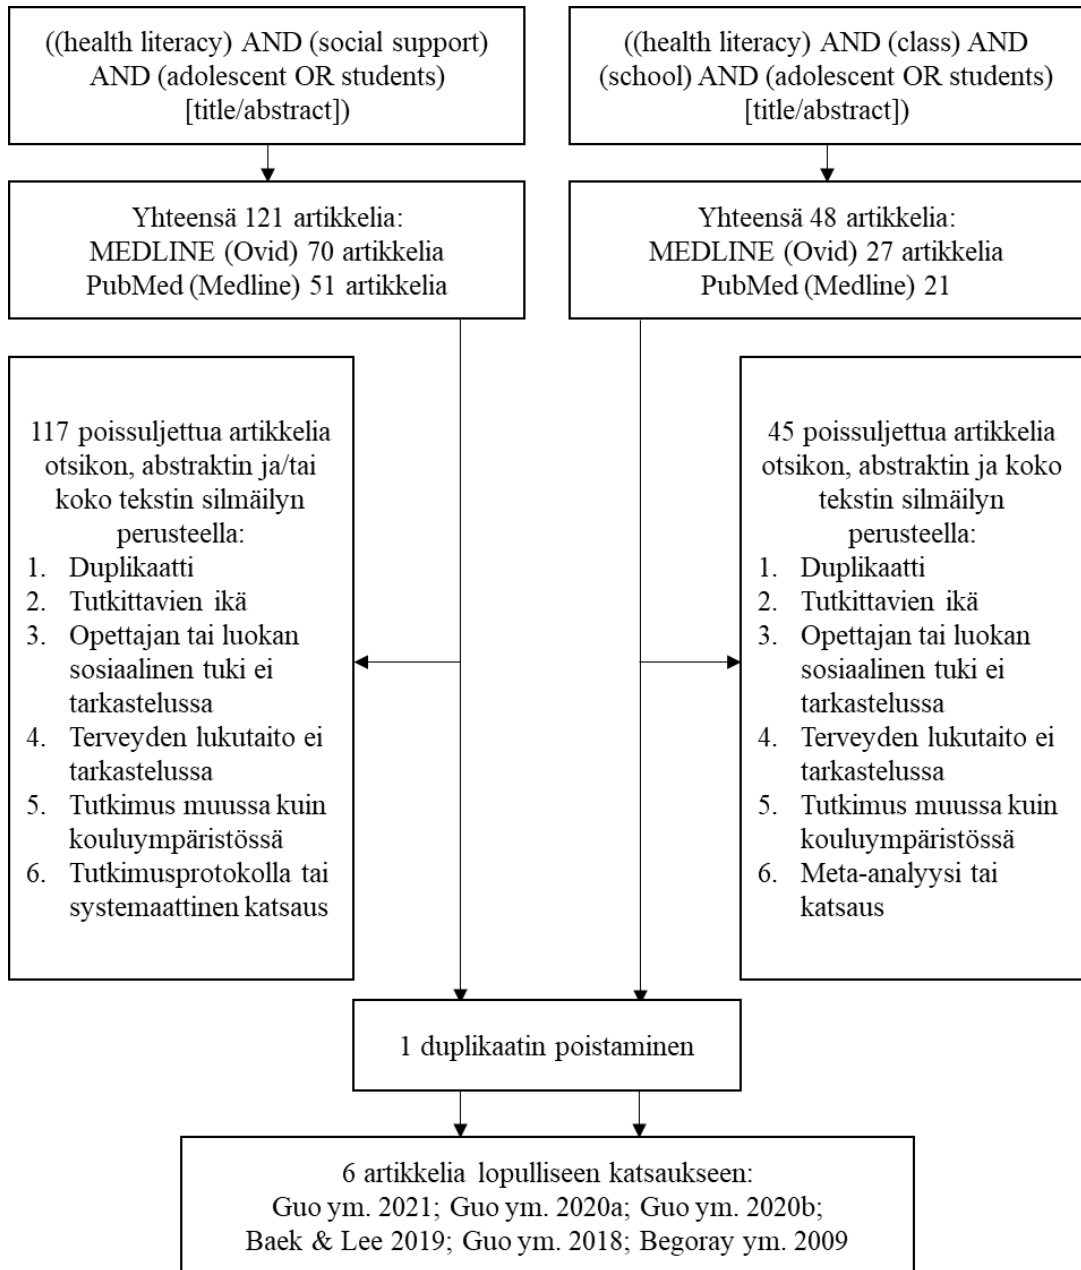 ((health literacy) AND (social support)
AND (adolescent OR students)
[title/abstract])
((health literacy) AND (class) AND
(school) AND (adolescent OR students)
[title/abstract])
Yhteensä 121 artikkelia:
MEDLINE (Ovid) 70 artikkelia
PubMed (Medline) 51 artikkelia
Yhteensä 48 artikkelia:
MEDLINE (Ovid) 27 artikkelia
PubMed (Medline) 21
117 poissuljettua artikkelia
otsikon, abstraktin ja/tai
koko tekstin silmäilyn
perusteella:
1. Duplikaatti
2. Tutkittavien ikä
3. Opettajan tai luokan
sosiaalinen tuki ei
tarkastelussa
4. Terveyden lukutaito ei
tarkastelussa
5. Tutkimus muussa kuin
kouluympäristössä
6. Tutkimusprotokolla tai
systemaattinen katsaus
45 poissuljettua artikkelia
otsikon, abstraktin ja koko
tekstin silmäilyn
perusteella:
1. Duplikaatti
2. Tutkittavien ikä
3. Opettajan tai luokan
sosiaalinen tuki ei
tarkastelussa
4. Terveyden lukutaito ei
tarkastelussa
5. Tutkimus muussa kuin
kouluympäristössä
6. Meta-analyysi tai
katsaus
1 duplikaatin poistaminen
6 artikkelia lopulliseen katsaukseen:
Guo ym. 2021; Guo ym. 2020a; Guo ym. 2020b;
Baek & Lee 2019; Guo ym. 2018; Begoray ym. 2009